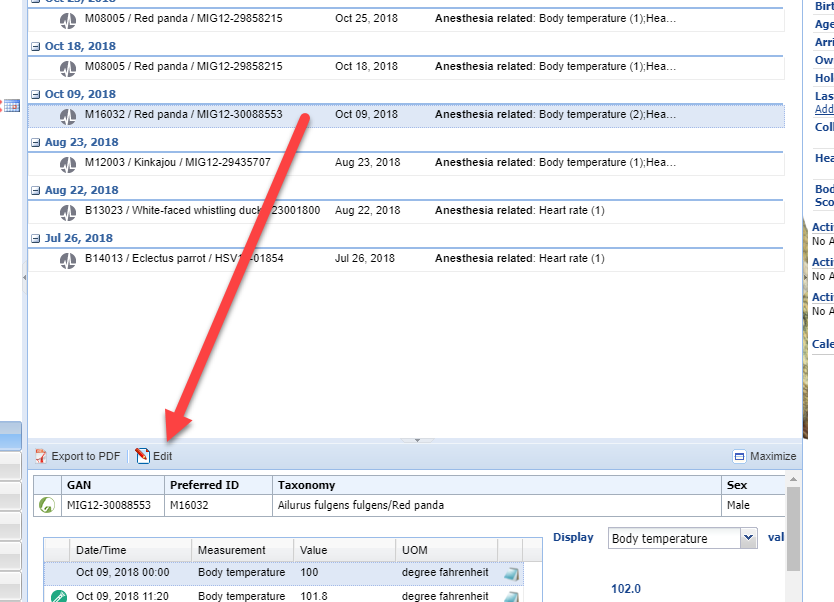 Oct 25, 2018
M08005 / Red panda / MIG12-29858215 Oct 25, 2018 Anesthesia related: Body temperature (1);Hea...
Oct 18, 2018
M08005 / Red panda / MIG12-29858215 Oct 18, 2018 Anesthesia related: Body temperature (1);Hea...
Oct 09, 2018
M16032 / Red panda / MIG12-30088553 Oct 09, 2018 Anesthesia related: Body temperature (2);Hea...
Aug 23, 2018
M12003 / Kinkajou / MIG12-29435707 Aug 23, 2018 Anesthesia related: Body temperature (1);Hea...
Aug 22, 2018
B13023 / White-faced whistling duck 23001800 Aug 22, 2018 Anesthesia related: Heart rate (1)
Jul 26, 2018
B14013 / Eclectus parrot / HSV 01854 Jul 26, 2018 Anesthesia related: Heart rate (1)
Birt
Age
Arri
Ow
Hol
Las
Add
Coll
Hea
Bod
Sco
Acti
No A
Acti
No A
Acti
No A
Cale
Export to PDF Edit Maximize
GAN Preferred ID Taxonomy Sex
MIG12-30088553 M16032 Ailurus fulgens fulgens/Red panda Male
Date/Time Measurement Value UOM
Oct 09, 2018 00:00 Body temperature 100 degree fahrenheit
Oct 09, 2018 11:20 Body temperature 101.8 degree fahrenheit
Display Body temperature val
102.0